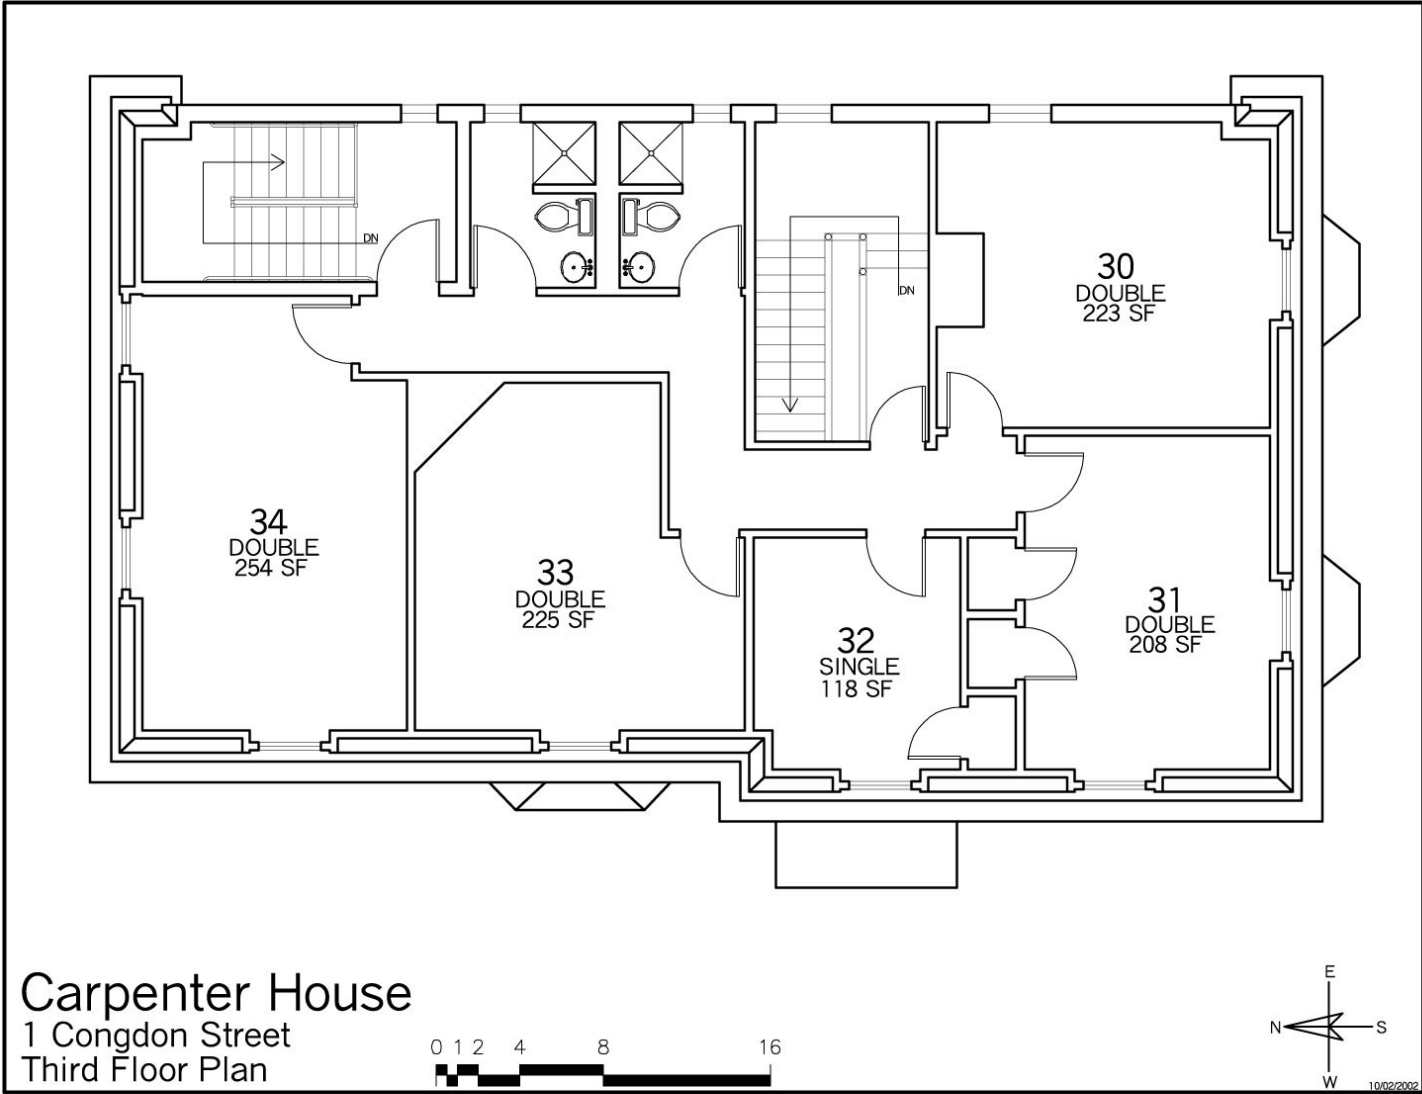 DN
DN
30
DOUBLE
223 SF
34
DOUBLE
254 SF
33
DOUBLE
225 SF
32
SINGLE
118 SF
31
DOUBLE
208 SF
Carpenter House
1 Congdon Street
Third Floor Plan
0 1 2 4 8 16
E
N S
W
10/02/2002